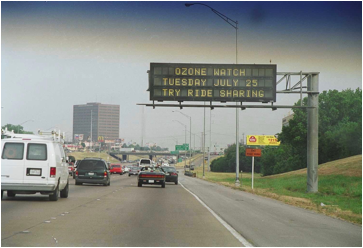 OZONE WATCH
TUESDAY JULY 25
TRY RIDE SHARING